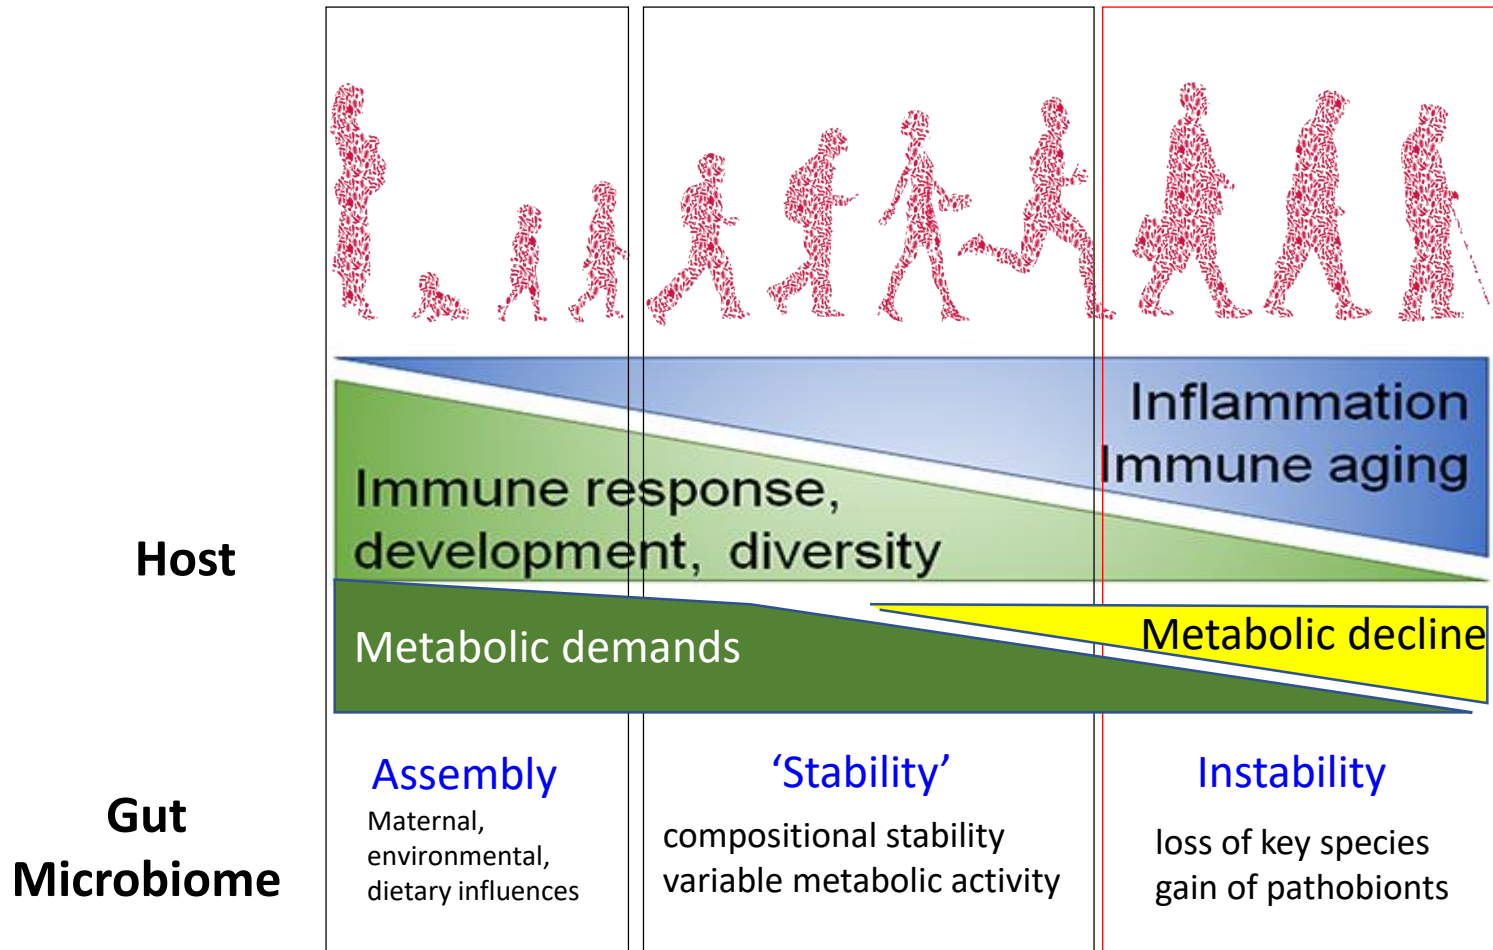 Inflammation
Immune aging
Immune response,
development, diversity
Host
Metabolic demands
Metabolic decline
Gut
Microbiome
Assembly
Maternal,
environmental,
dietary influences
‘Stability’
compositional stability
variable metabolic activity
Instability
loss of key species
gain of pathobionts